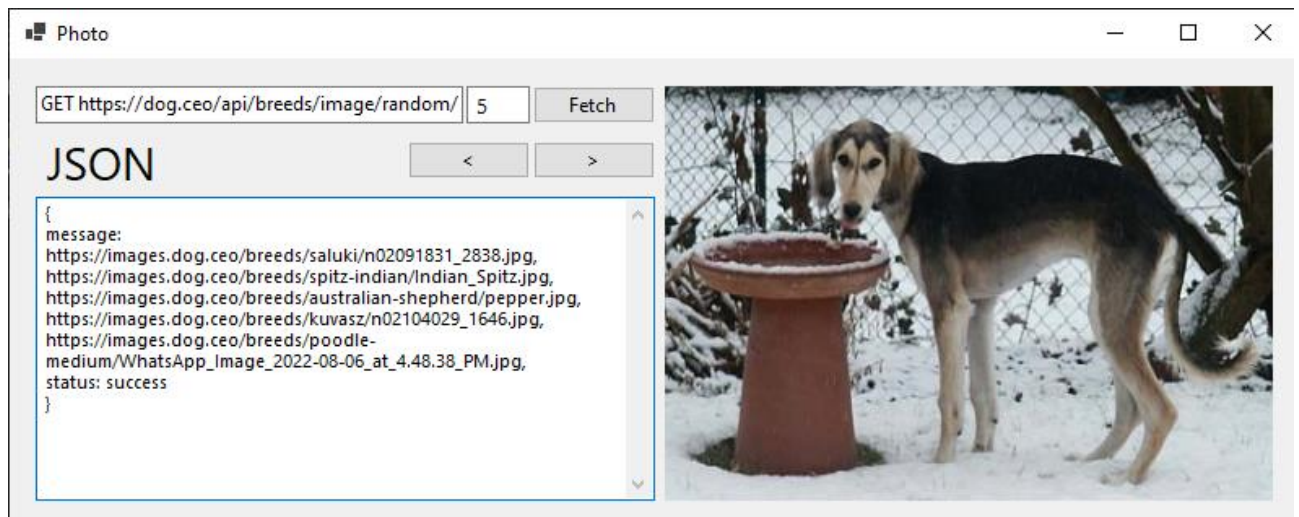 Photo
GET https://dog.ceo/api/breeds/image/random/ 5 Fetch
JSON < >
{
message:
https://images.dog.ceo/breeds/saluki/n02091831_2838.jpg,
https://images.dog.ceo/breeds/spitz-indian/Indian_Spitz.jpg,
https://images.dog.ceo/breeds/australian-shepherd/pepper.jpg,
https://images.dog.ceo/breeds/kuvasz/n02104029_1646.jpg,
https://images.dog.ceo/breeds/poodle-
medium/WhatsApp_Image_2022-08-06_at_4.48.38_PM.jpg,
status: success
}